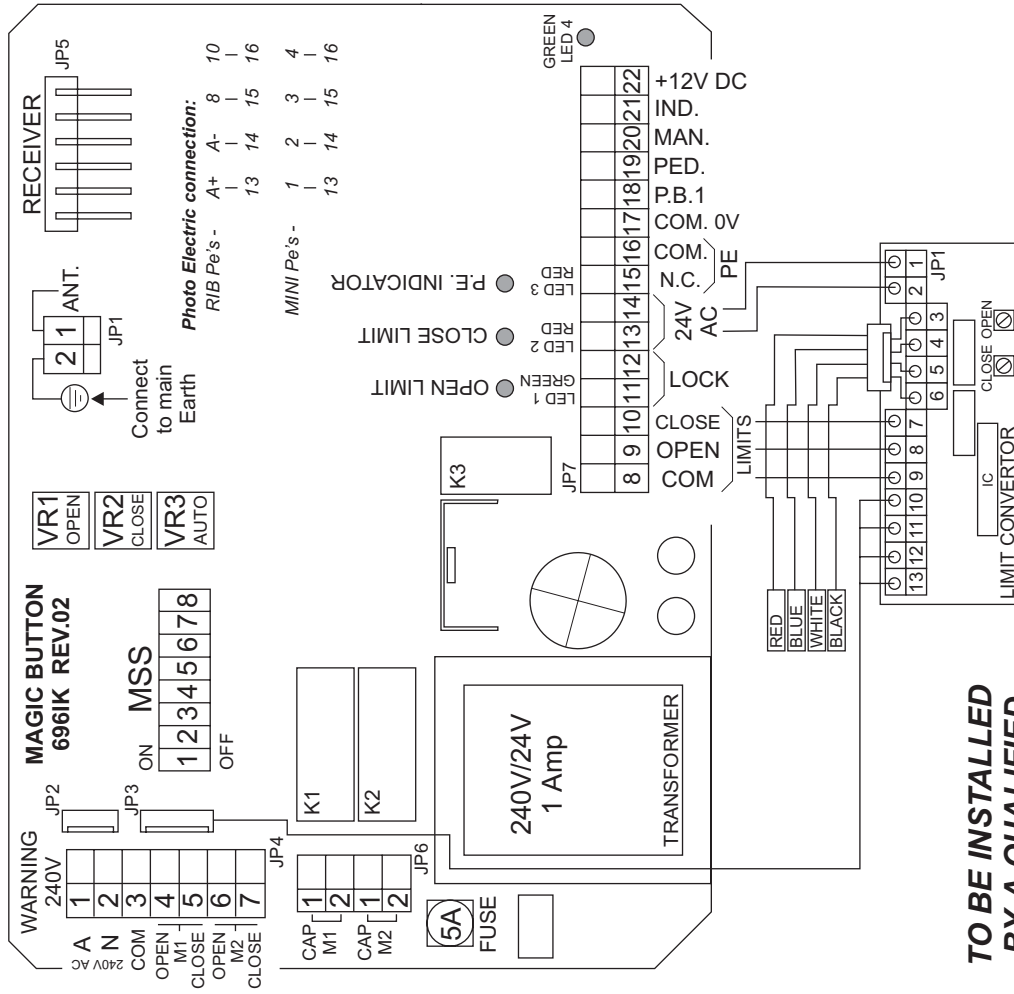 WARNING
240V
1
2
3
4
5
6
7
A
N
240V AC
COM
OPEN
M1
CLOSE
OPEN
M2
CLOSE
JP4
JP2
JP3
MAGIC BUTTON
696IK REV.02
ON
MSS
1 2 3 4 5 6 7 8
OFF
VR1
OPEN
VR2
CLOSE
VR3
AUTO
2 1 ANT.
JP1
Connect
to main
Earth
RECEIVER
JP5
Photo Electric connection:
RIB Pe's - A+ A- 8 10
13 14 15 16
MINI Pe's - 1 2 3 4
13 14 15 16
CAP 1
M1 2
CAP 1
M2 2
JP6
5A
FUSE
K1
K2
240V/24V
1 Amp
TRANSFORMER
K3
OPEN LIMIT
CLOSE LIMIT
P.E. INDICATOR
LED 1
GREEN
LED 2
RED
LED 3
RED
GREEN
LED 4
JP7
8 9 10 11 12 13 14 15 16 17 18 19 20 21 22
COM
OPEN
CLOSE
LIMITS
LOCK
24V
AC
N.C.
COM.
PE
COM. 0V
P.B.1
PED.
MAN.
IND.
+12V DC
RED
BLUE
WHITE
BLACK
13 12 11 10 9 8 7 6 5 4 3 2 1
JP1
IC
CLOSE OPEN
LIMIT CONVERTOR
TO BE INSTALLED
BY A QUALIFIED